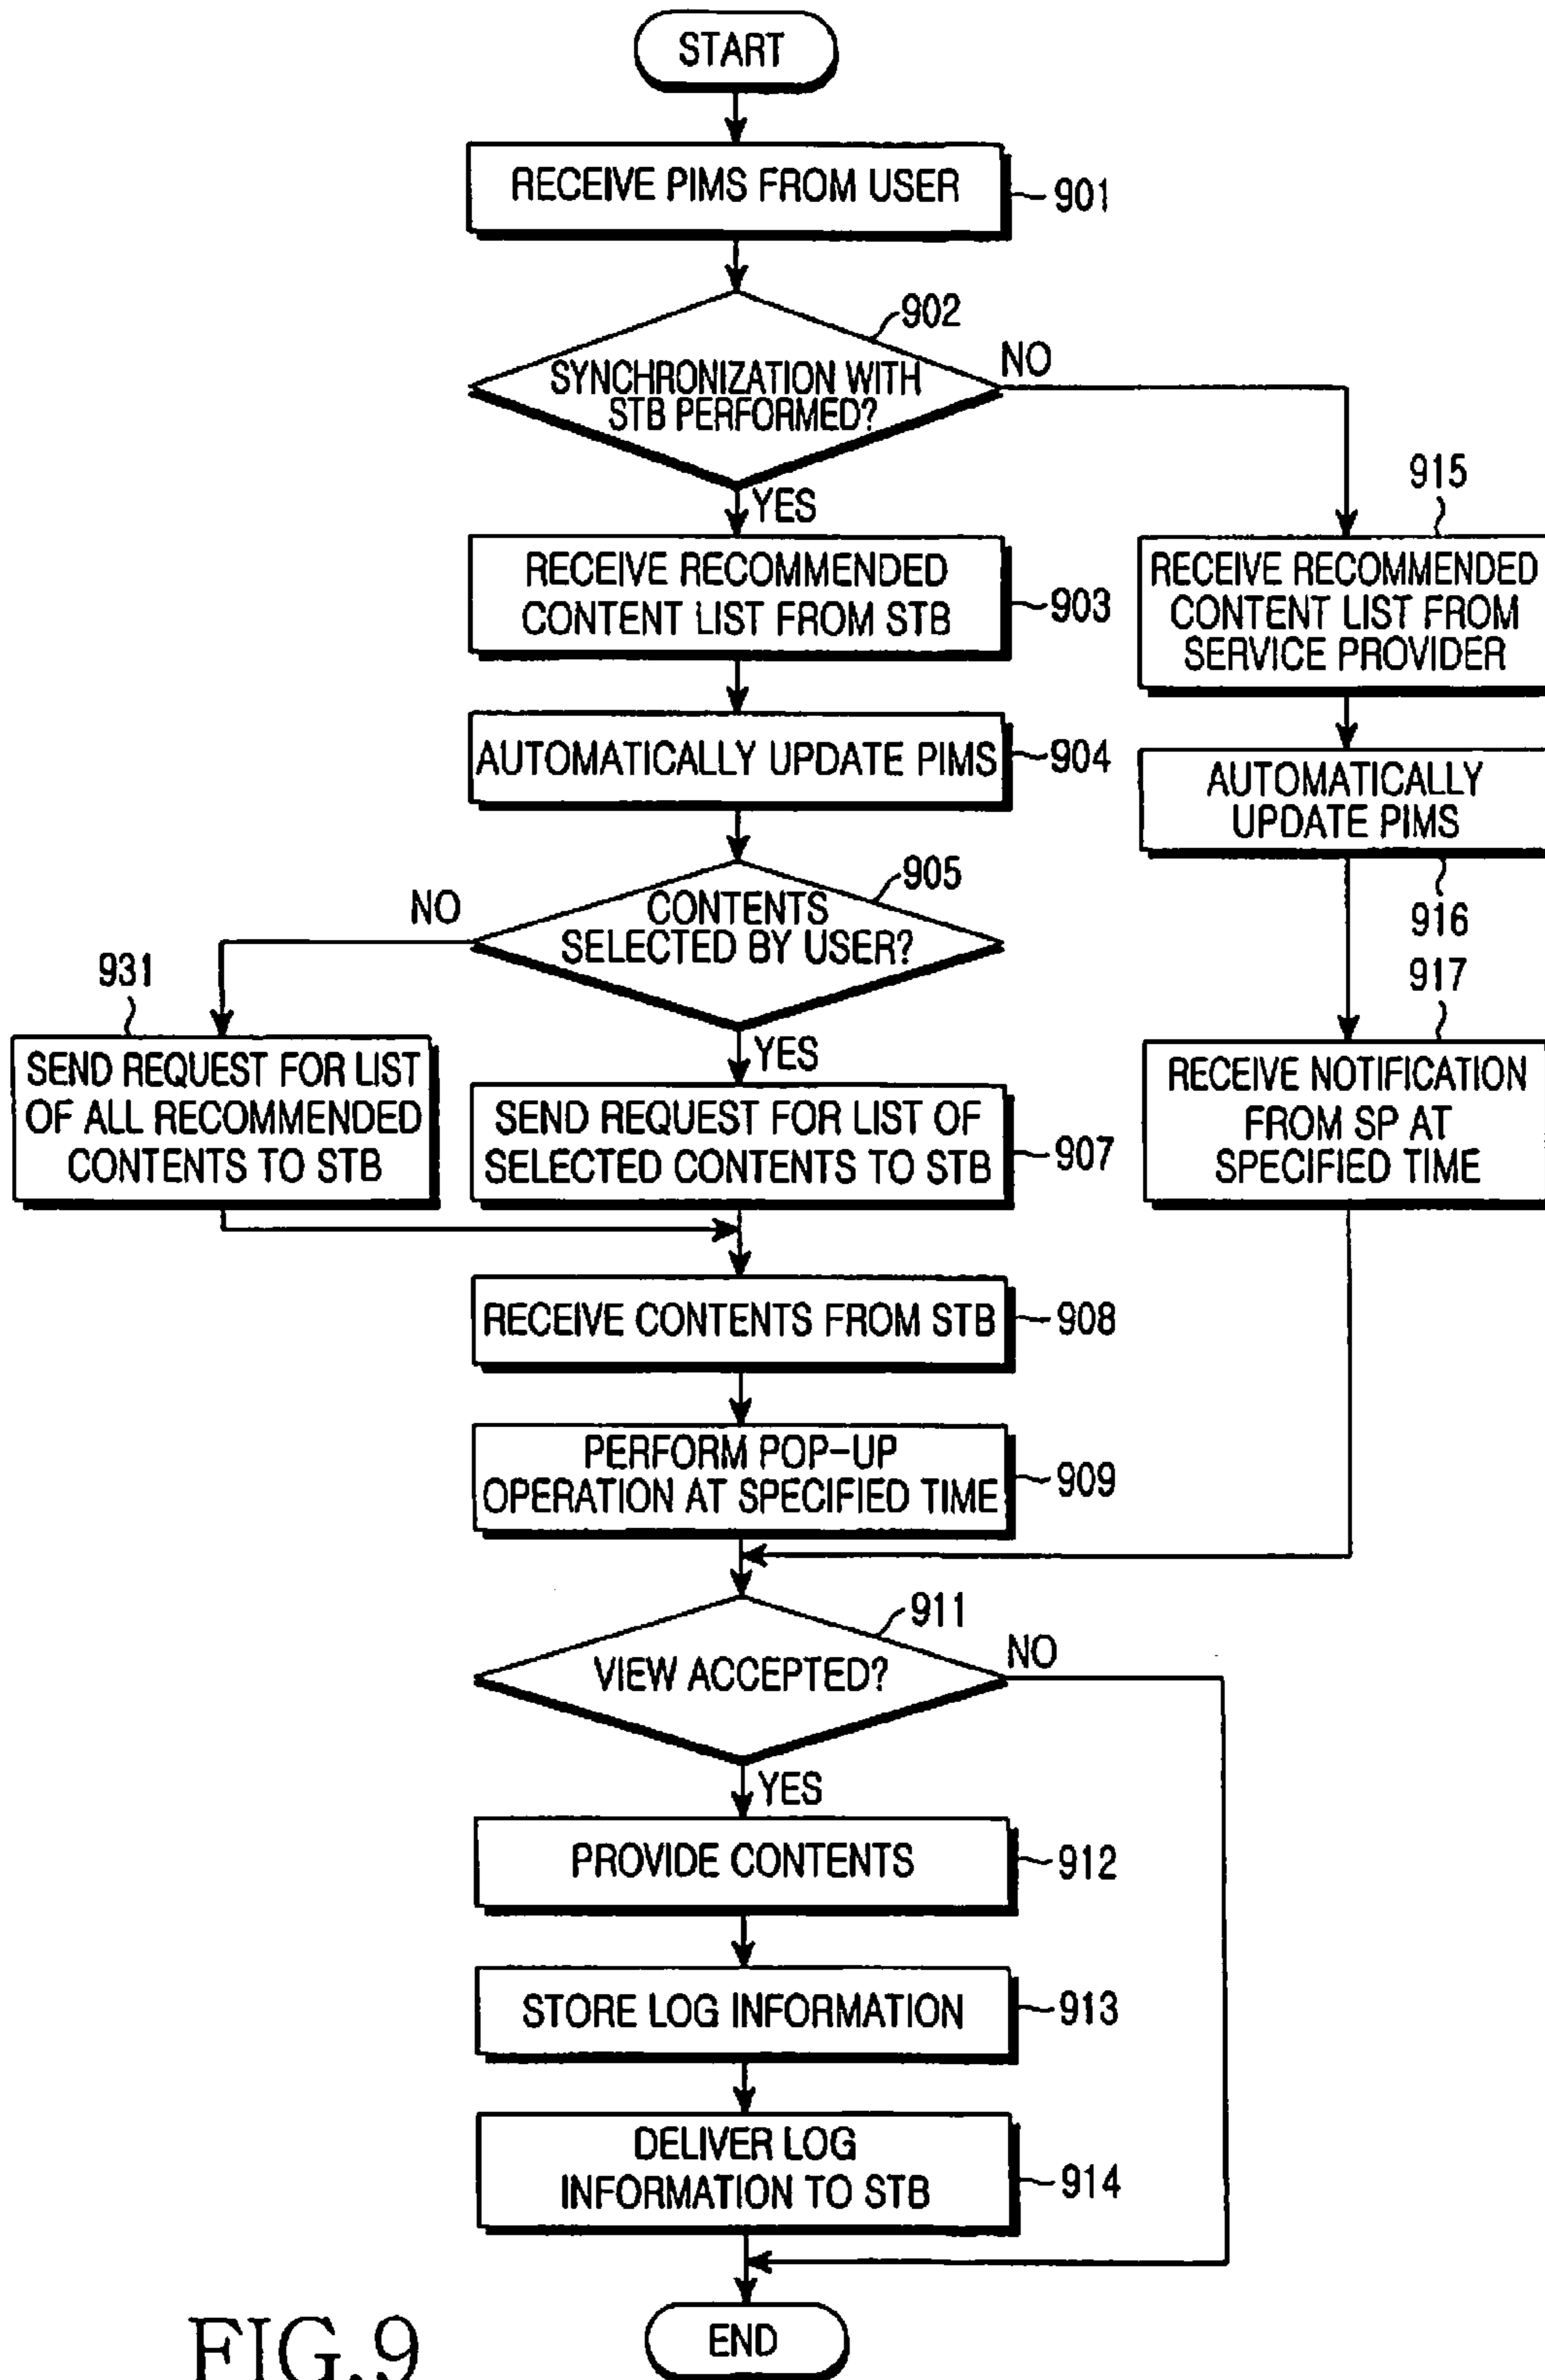 START
RECEIVE PIMS FROM USER
901
902
SYNCHRONIZATION WITH
STB PERFORMED?
NO
YES
RECEIVE RECOMMENDED
CONTENT LIST FROM STB
903
915
RECEIVE RECOMMENDED
CONTENT LIST FROM
SERVICE PROVIDER
AUTOMATICALLY UPDATE PIMS
904
AUTOMATICALLY
UPDATE PIMS
916
905
CONTENTS
SELECTED BY USER?
NO
YES
931
SEND REQUEST FOR LIST
OF ALL RECOMMENDED
CONTENTS TO STB
SEND REQUEST FOR LIST OF
SELECTED CONTENTS TO STB
907
917
RECEIVE NOTIFICATION
FROM SP AT
SPECIFIED TIME
RECEIVE CONTENTS FROM STB
908
PERFORM POP-UP
OPERATION AT SPECIFIED TIME
909
911
VIEW ACCEPTED?
NO
YES
PROVIDE CONTENTS
912
STORE LOG INFORMATION
913
DELIVER LOG
INFORMATION TO STB
914
END
FIG.9